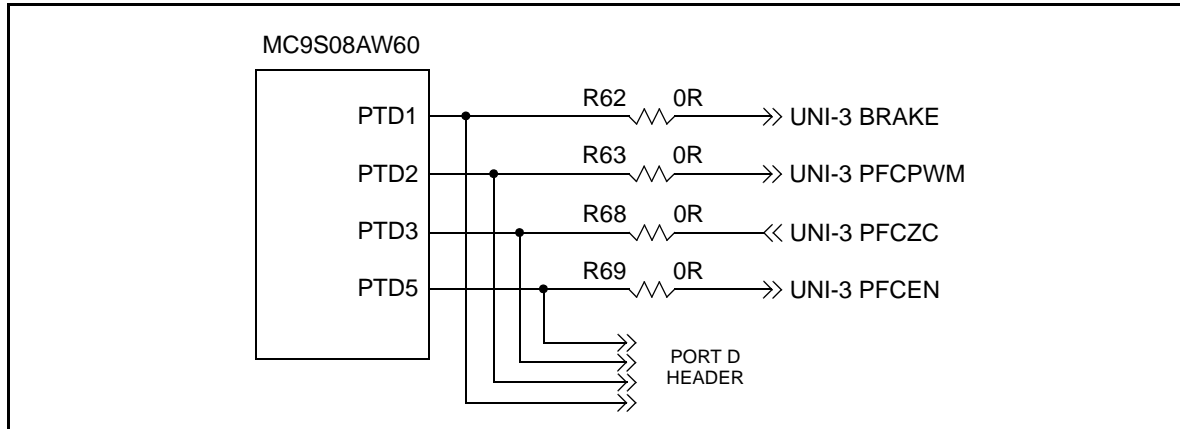 MC9S08AW60
PTD1 R62 0R UNI-3 BRAKE
PTD2 R63 0R UNI-3 PFCPWM
PTD3 R68 0R UNI-3 PFCZC
PTD5 R69 0R UNI-3 PFCEN
PORT D
HEADER